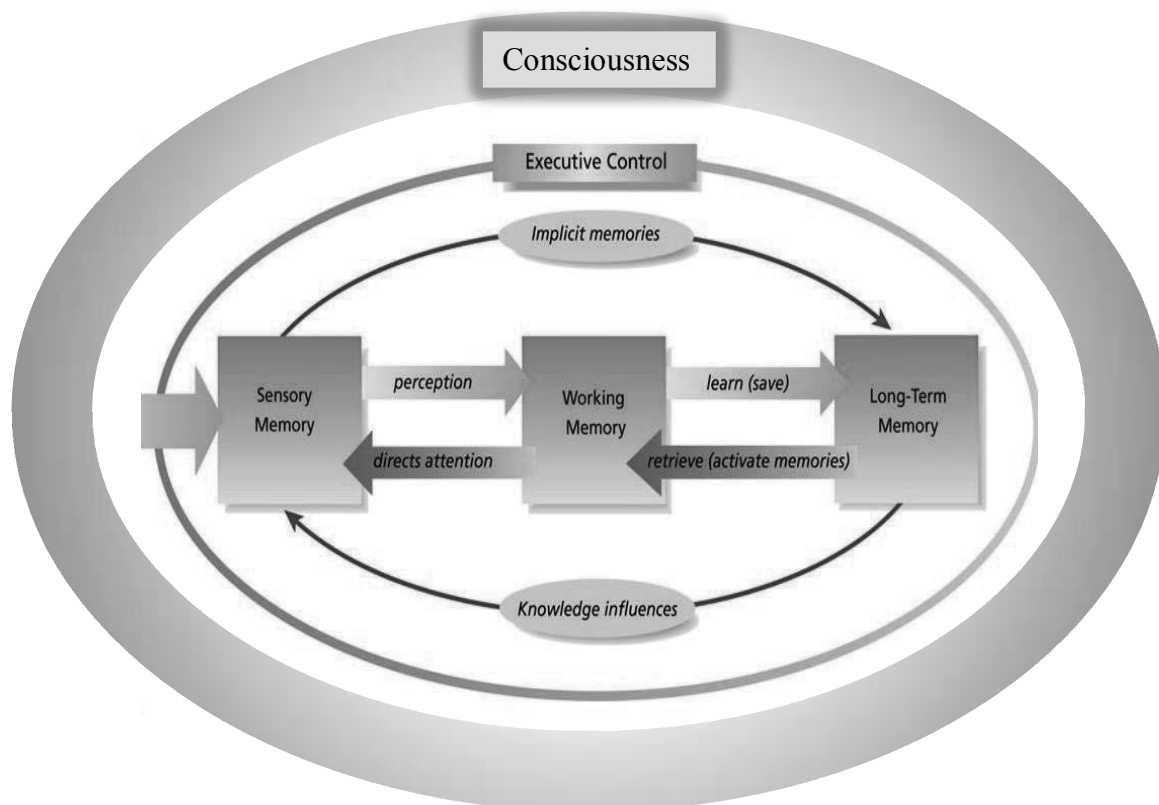 Consciousness
Executive Control
Implicit memories
Sensory
Memory
perception
directs attention
Working
Memory
learn (save)
retrieve (activate memories)
Long-Term
Memory
Knowledge influences